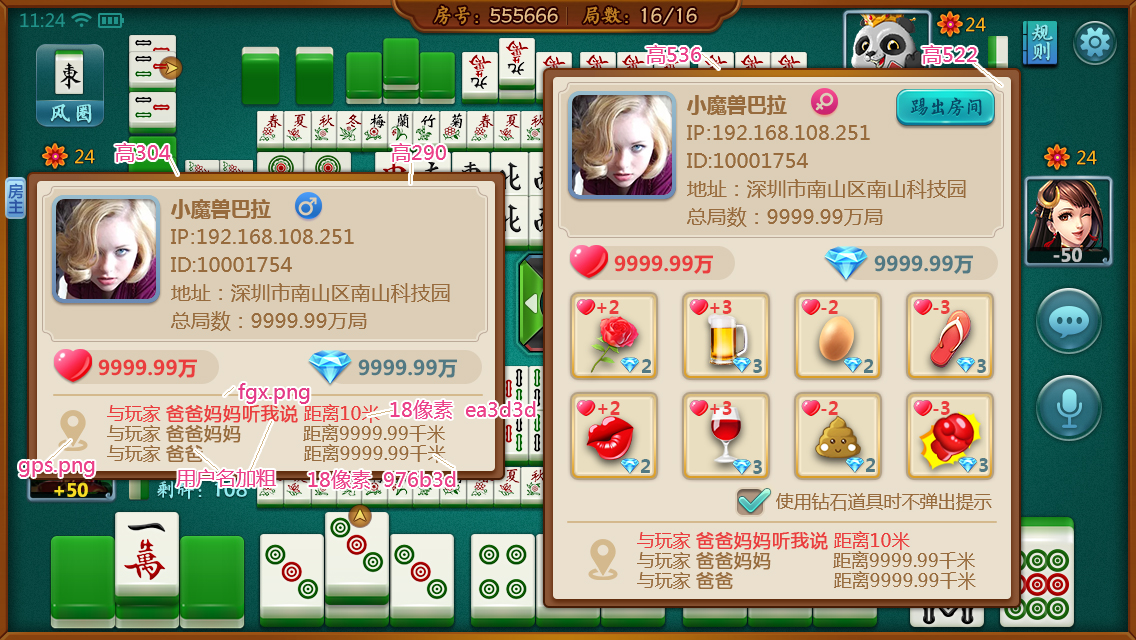 11:24
房号：555666 局数：16/16
24
规则
東
风圈
高536
高522
春 夏 秋 冬 梅 蘭 竹 菊 春 夏 秋
24
高304
高290
24
房主
小魔兽巴拉
IP:192.168.108.251
ID:10001754
地址：深圳市南山区南山科技园
总局数：9999.99万局
9999.99万
9999.99万
fgx.png
与玩家 爸爸妈妈听我说 距离10米
18像素 ea3d3d
与玩家 爸爸妈妈 距离9999.99千米
与玩家 爸爸 距离9999.99千米
gps.png
用户名加粗
18像素 976b3d
+50
剩牌：108
小魔兽巴拉
踢出房间
IP:192.168.108.251
ID:10001754
地址：深圳市南山区南山科技园
总局数：9999.99万局
9999.99万
9999.99万
+2
+3
-2
-3
2
3
2
3
+2
+3
-2
-3
2
3
2
3
使用钻石道具时不弹出提示
与玩家 爸爸妈妈听我说 距离10米
与玩家 爸爸妈妈 距离9999.99千米
与玩家 爸爸 距离9999.99千米
-50
一萬